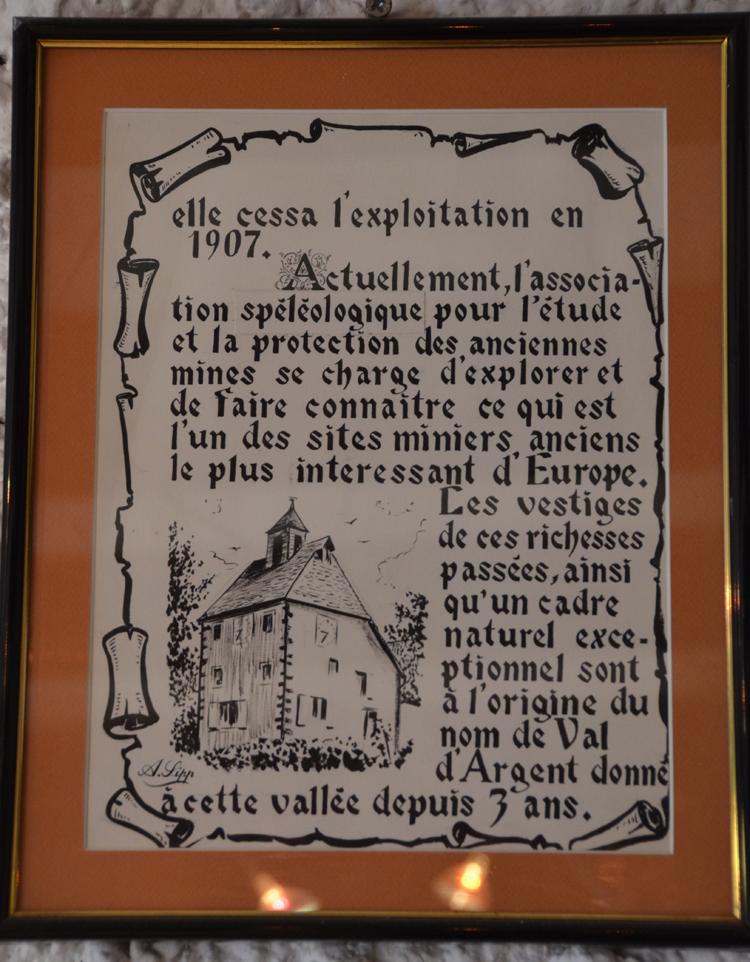 elle cessa l'exploitation en
1907.
Actuellement, l'associa-
tion spéléologique pour l'étude
et la protection des anciennes
mines se charge d'explorer et
de faire connaître ce qui est
l'un des sites miniers anciens
le plus interessant d'Europe.
Les vestiges
de ces richesses
passées, ainsi
qu'un cadre
naturel exce-
ptionnel sont
à l'origine du
nom de Val
d'Argent donné
à cette vallée depuis 3 ans.
A. Lipp